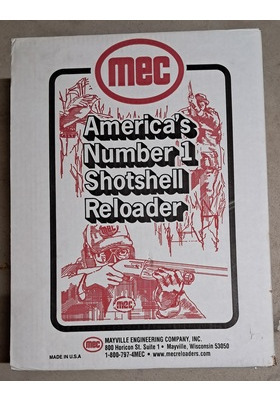 mec
America's
Number 1
Shotshell
Reloader
mec
mec
MAYVILLE ENGINEERING COMPANY, INC.
800 Horicon St. Suite 1 • Mayville, Wisconsin 53050
MADE IN U.S.A
1-800-797-4MEC • www.mecreloaders.com